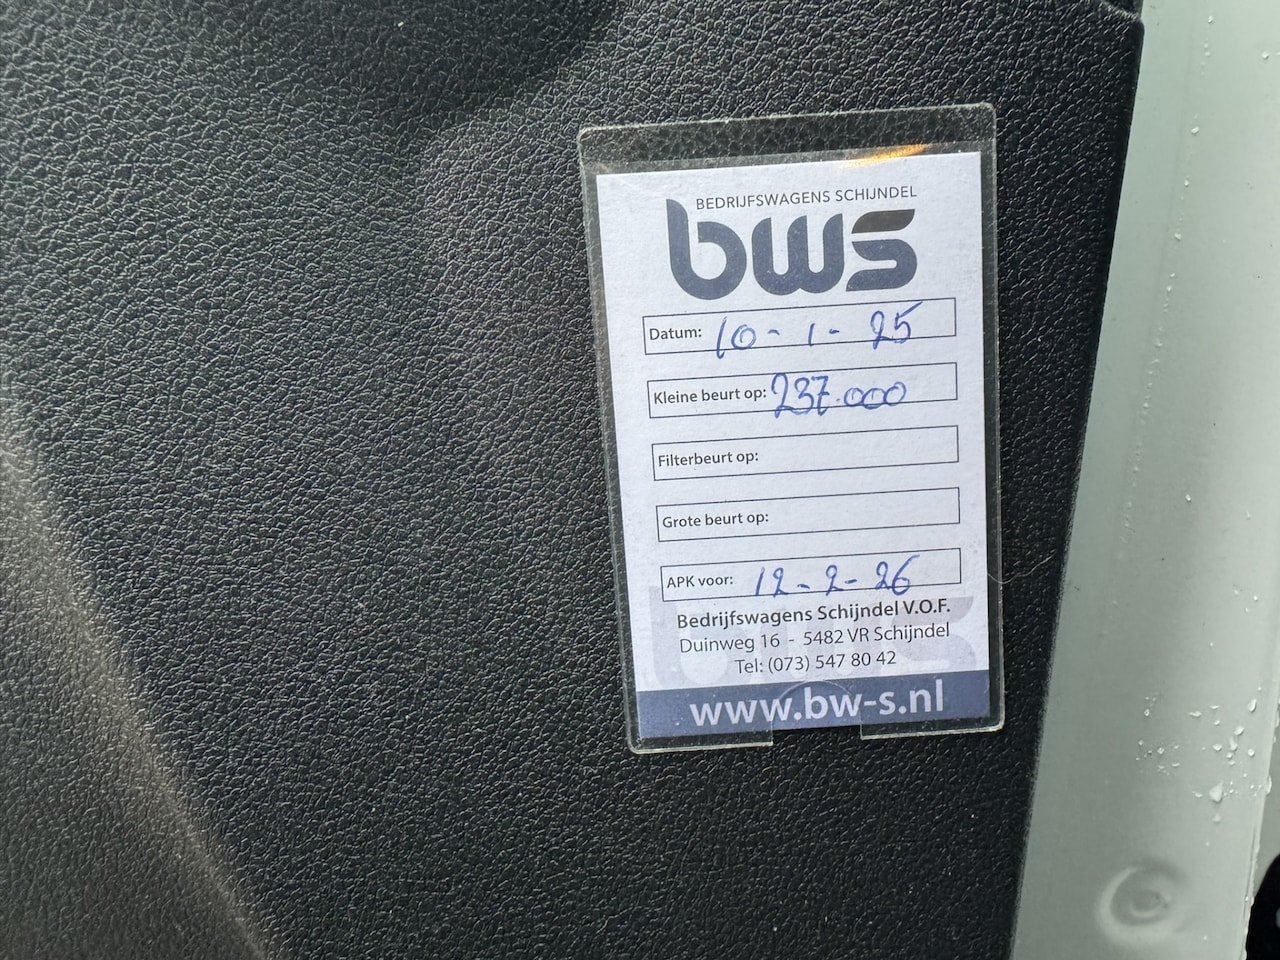 BEDRIJFSWAGENS SCHIJNDEL
bws
Datum: 10-1-25
Kleine beurt op: 237.000
Filterbeurt op:
Grote beurt op:
APK voor: 12-2-26
Bedrijfswagens Schijndel V.O.F.
Duinweg 16 - 5482 VR Schijndel
Tel: (073) 547 80 42
www.bw-s.nl